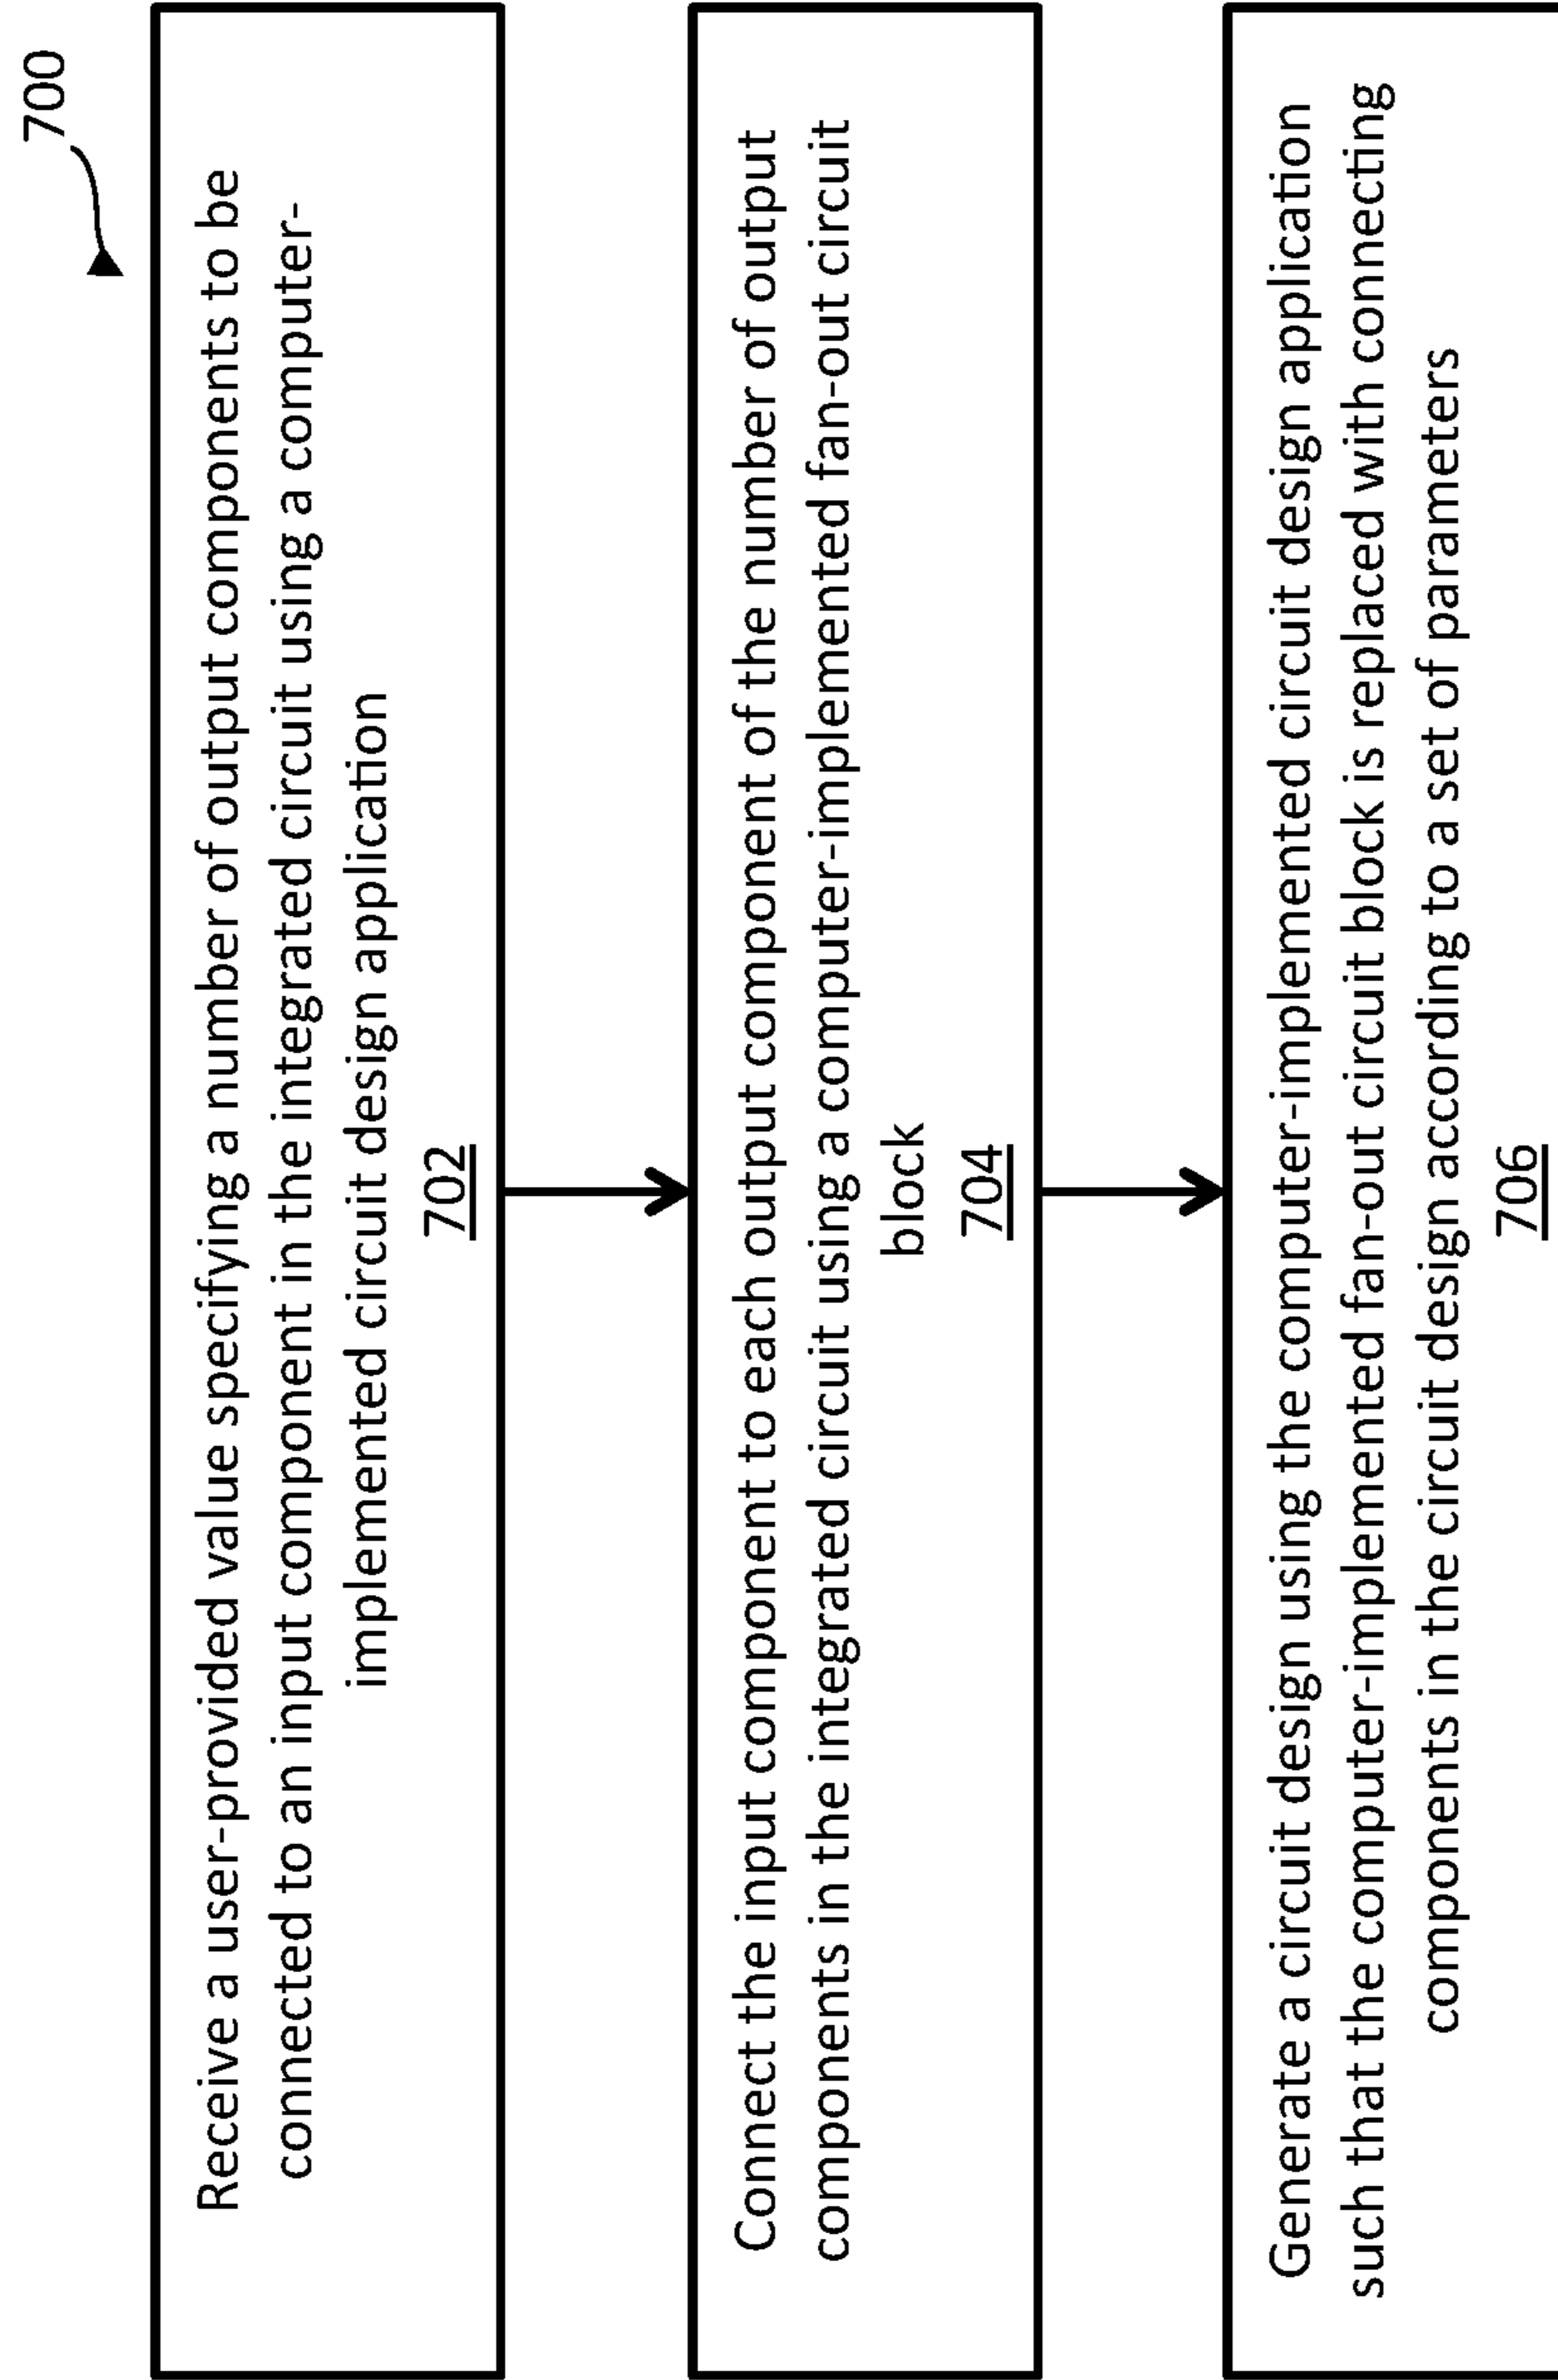 700
Receive a user-provided value specifying a number of output components to be
connected to an input component in the integrated circuit using a computer-
implemented circuit design application
702
Connect the input component to each output component of the number of output
components in the integrated circuit using a computer-implemented fan-out circuit
block
704
Generate a circuit design using the computer-implemented circuit design application
such that the computer-implemented fan-out circuit block is replaced with connecting
components in the circuit design according to a set of parameters
706